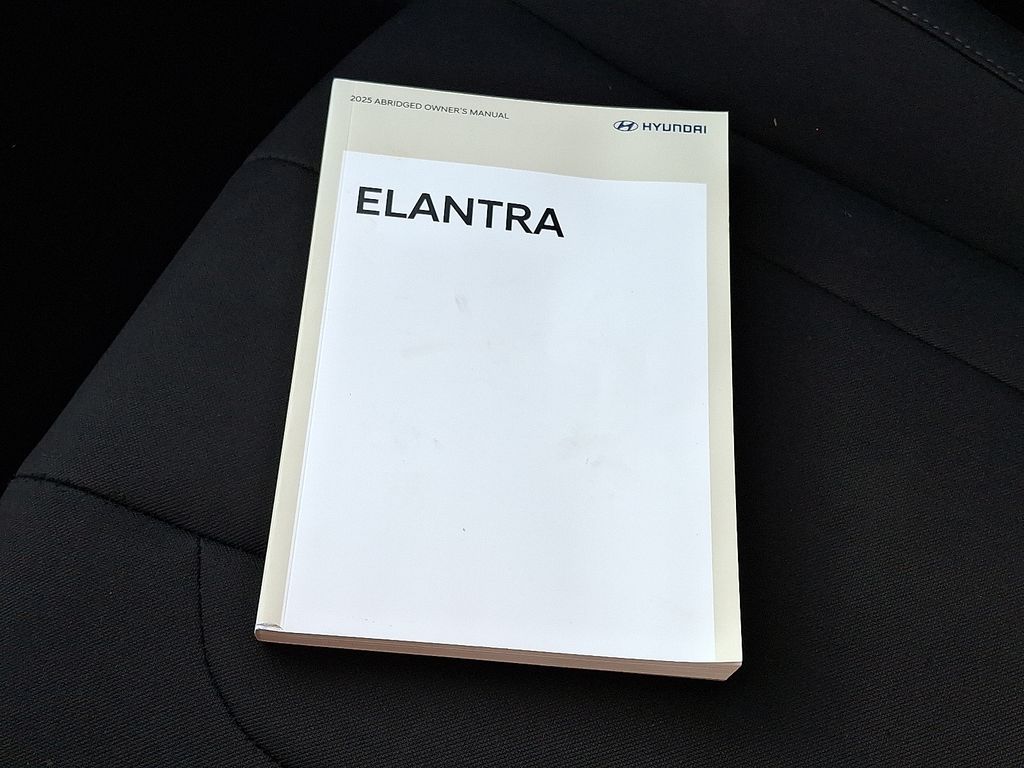 2025 ABRIDGED OWNER'S MANUAL
HYUNDAI
ELANTRA